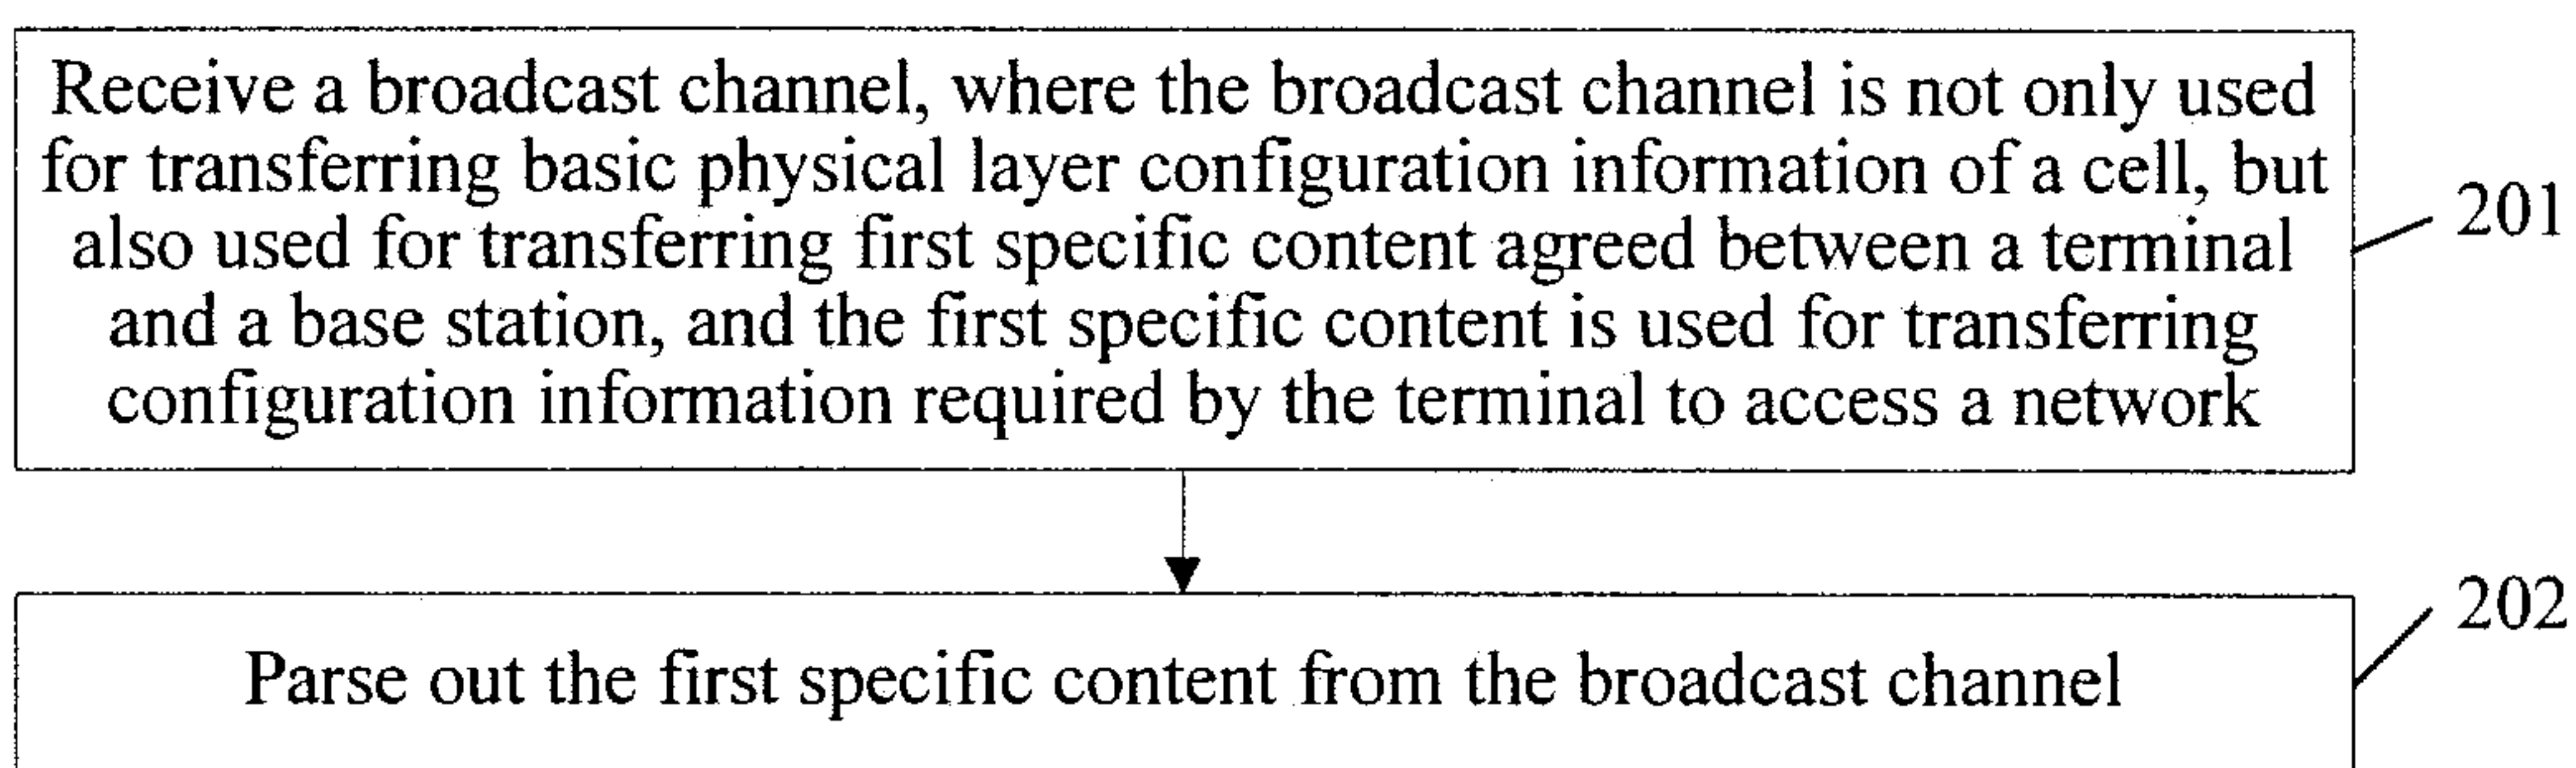 Receive a broadcast channel, where the broadcast channel is not only used
for transferring basic physical layer configuration information of a cell, but
also used for transferring first specific content agreed between a terminal
and a base station, and the first specific content is used for transferring
configuration information required by the terminal to access a network
201
202
Parse out the first specific content from the broadcast channel